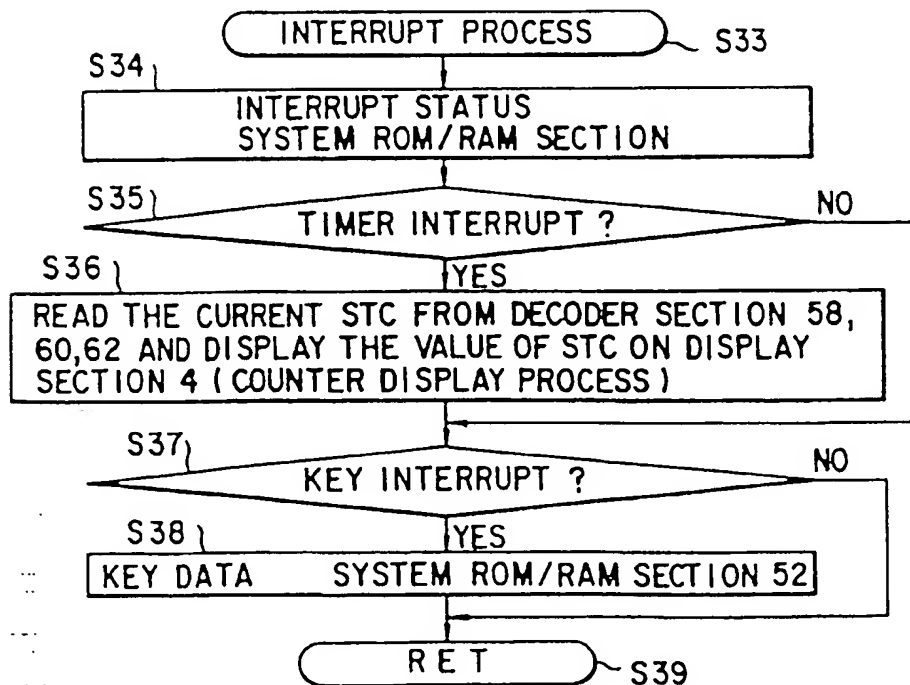 INTERRUPT PROCESS
S33
S34
INTERRUPT STATUS
SYSTEM ROM/RAM SECTION
S35
TIMER INTERRUPT ?
NO
S36
YES
READ THE CURRENT STC FROM DECODER SECTION 58,
60,62 AND DISPLAY THE VALUE OF STC ON DISPLAY
SECTION 4 (COUNTER DISPLAY PROCESS)
S37
KEY INTERRUPT ?
NO
S38
YES
KEY DATA SYSTEM ROM/RAM SECTION 52
RET
S39